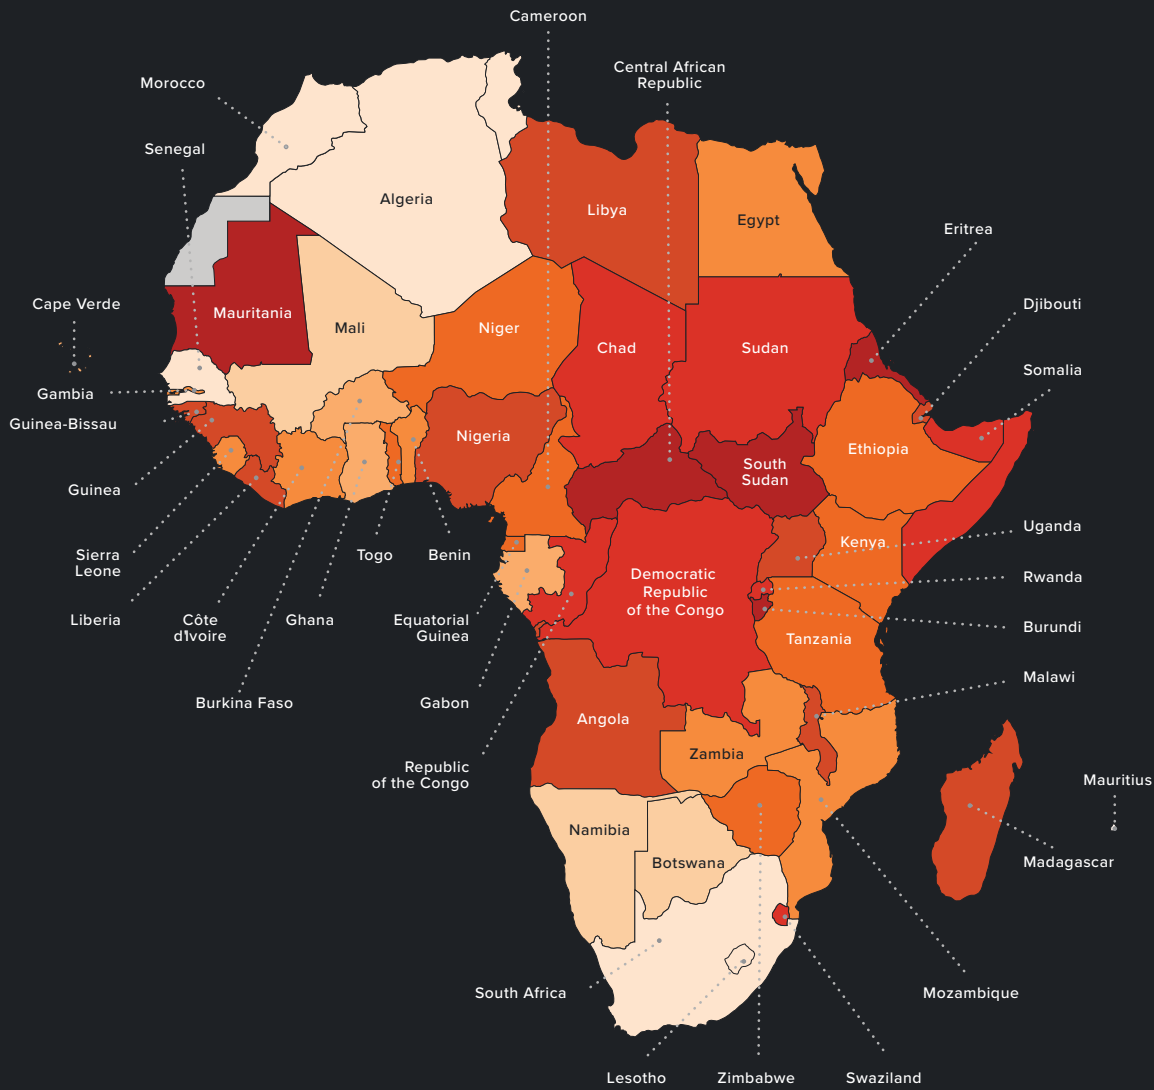 Cameroon
Central African
Republic
Morocco
Senegal
Algeria
Libya
Egypt
Eritrea
Cape Verde
Djibouti
Mauritania
Mali
Niger
Chad
Sudan
Somalia
Gambia
Guinea-Bissau
Nigeria
Ethiopia
South
Sudan
Guinea
Uganda
Kenya
Sierra
Leone
Togo
Benin
Democratic
Republic
of the Congo
Rwanda
Liberia
Côte
d'Ivoire
Ghana
Equatorial
Guinea
Burundi
Tanzania
Malawi
Burkina Faso
Gabon
Angola
Zambia
Republic
of the Congo
Mauritius
Namibia
Botswana
Madagascar
South Africa
Mozambique
Lesotho
Zimbabwe
Swaziland